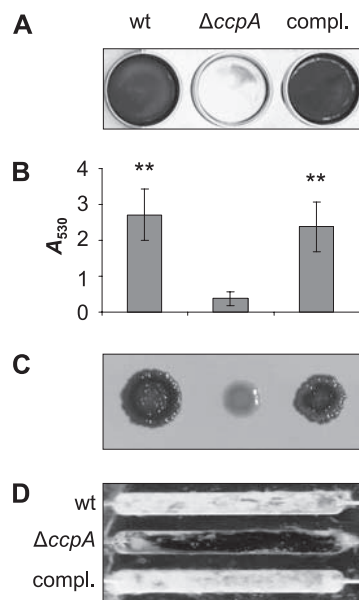 A
wt ΔccpA compl.
B
** **
A530
4
3
2
1
0
C
D
wt
ΔccpA
compl.